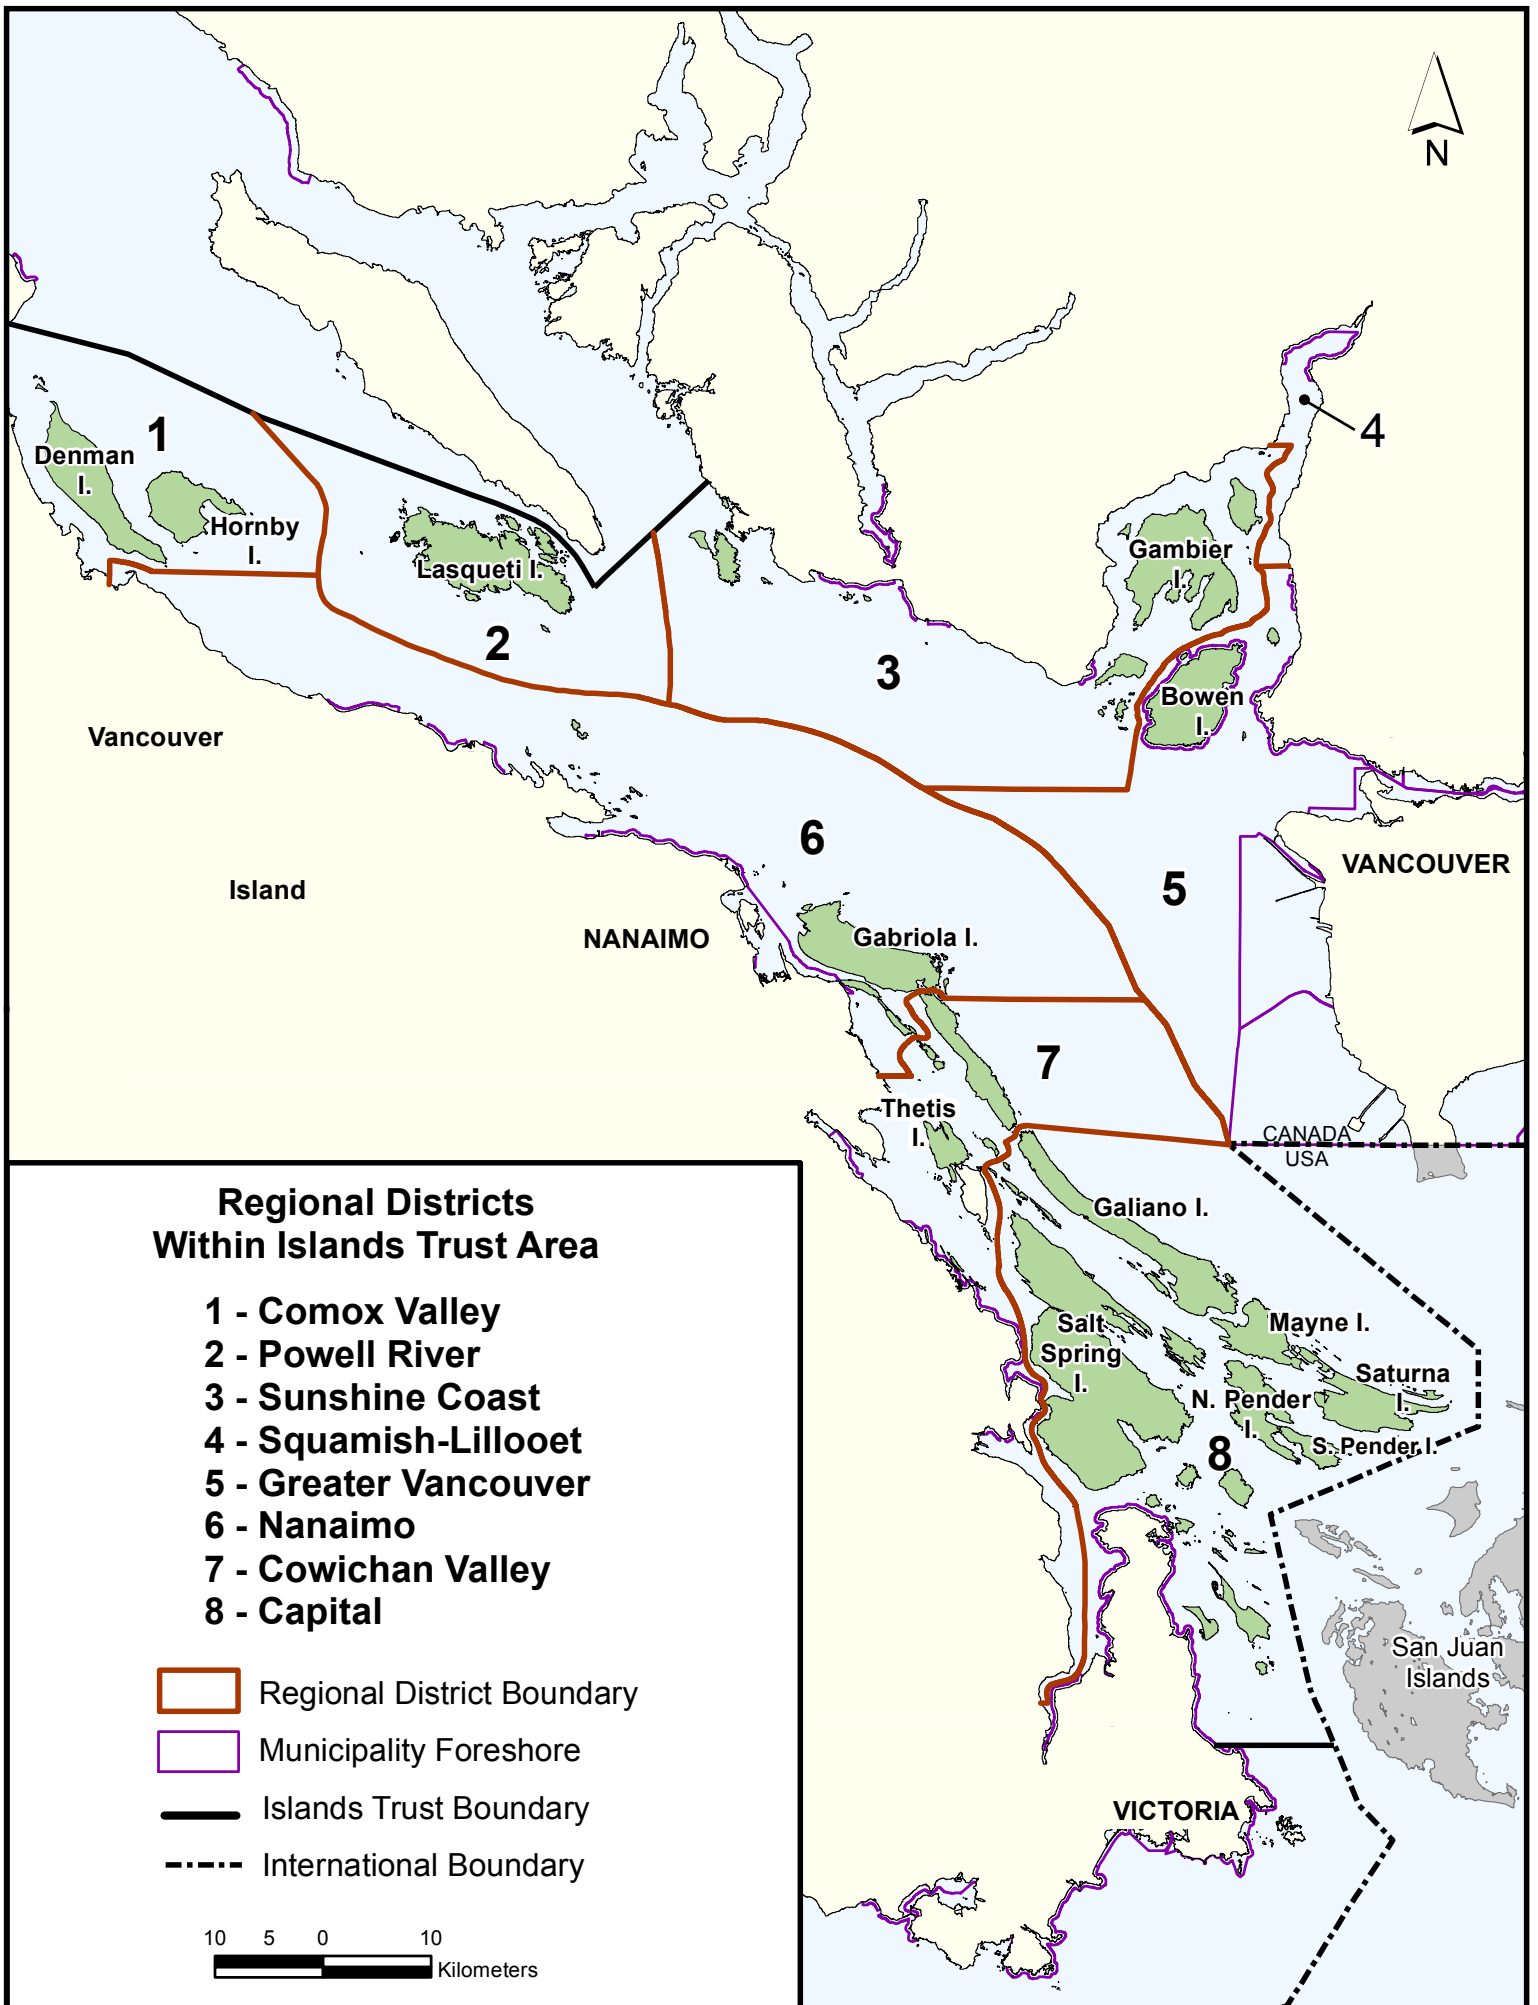 N
4
1
Denman
I.
Hornby
I.
Lasqueti I.
Gambier
I.
2
3
Bowen
I.
Vancouver
6
VANCOUVER
Island
5
NANAIMO
Gabriola I.
7
Thetis
I.
CANADA
USA
Galiano I.
Salt
Spring
I.
Mayne I.
Saturna
I.
N. Pender
I.
S. Pender I.
8
San Juan
Islands
VICTORIA
Regional Districts
Within Islands Trust Area
1 - Comox Valley
2 - Powell River
3 - Sunshine Coast
4 - Squamish-Lillooet
5 - Greater Vancouver
6 - Nanaimo
7 - Cowichan Valley
8 - Capital
Regional District Boundary
Municipality Foreshore
Islands Trust Boundary
International Boundary
10 5 0 10
Kilometers